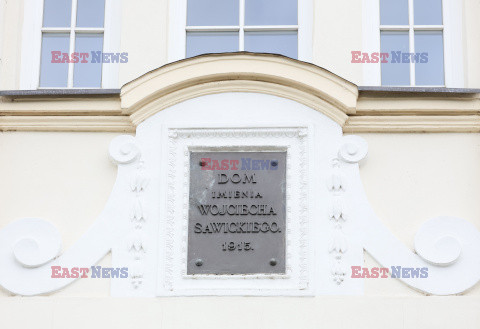 EAST NEWS
EAST NEWS
EAST NEWS
DOM
IMIENIA
WOJCIECHA
SAWICKIEGO.
1915.
EAST NEWS
EAST NEWS